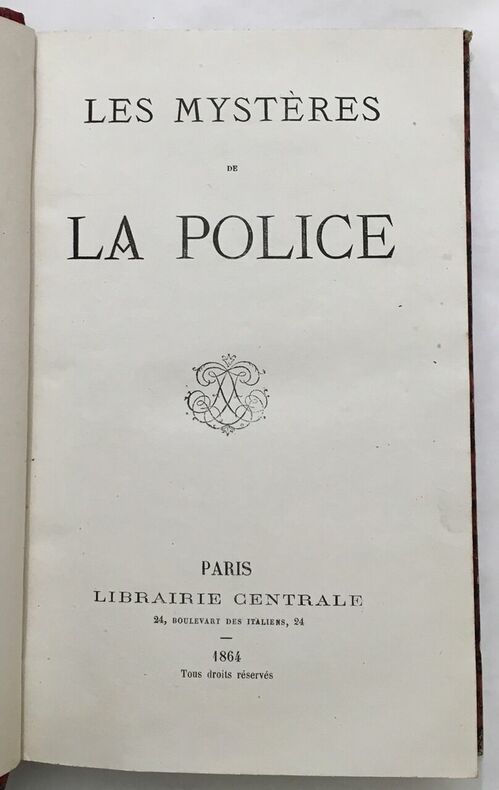 LES MYSTÈRES
DE
LA POLICE
PARIS
LIBRAIRIE CENTRALE
24, BOULEVART DES ITALIENS, 24
1864
Tous droits réservés